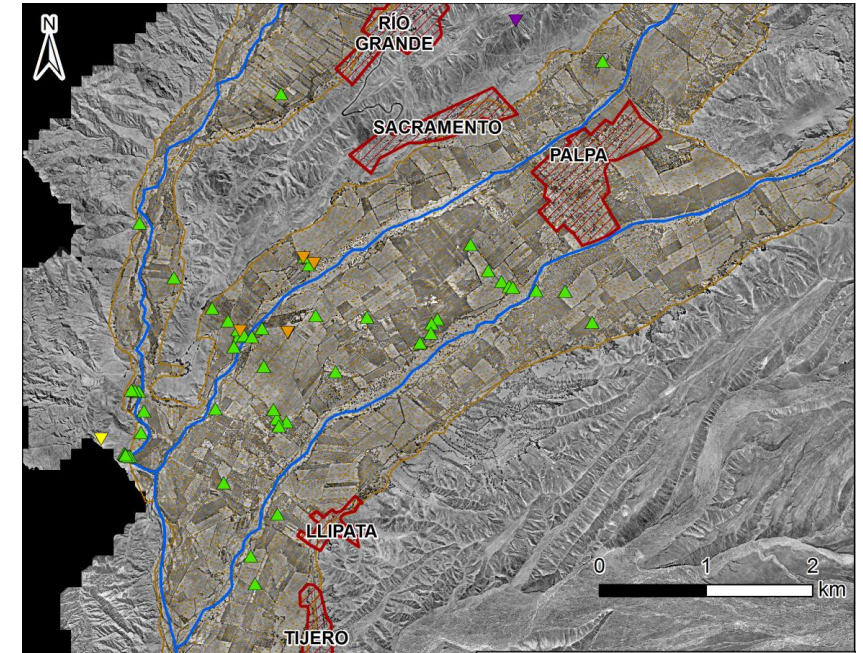 N
RÍO
GRANDE
SACRAMENTO
PALPA
LLIPATA
0 1 2
km
TIJERO